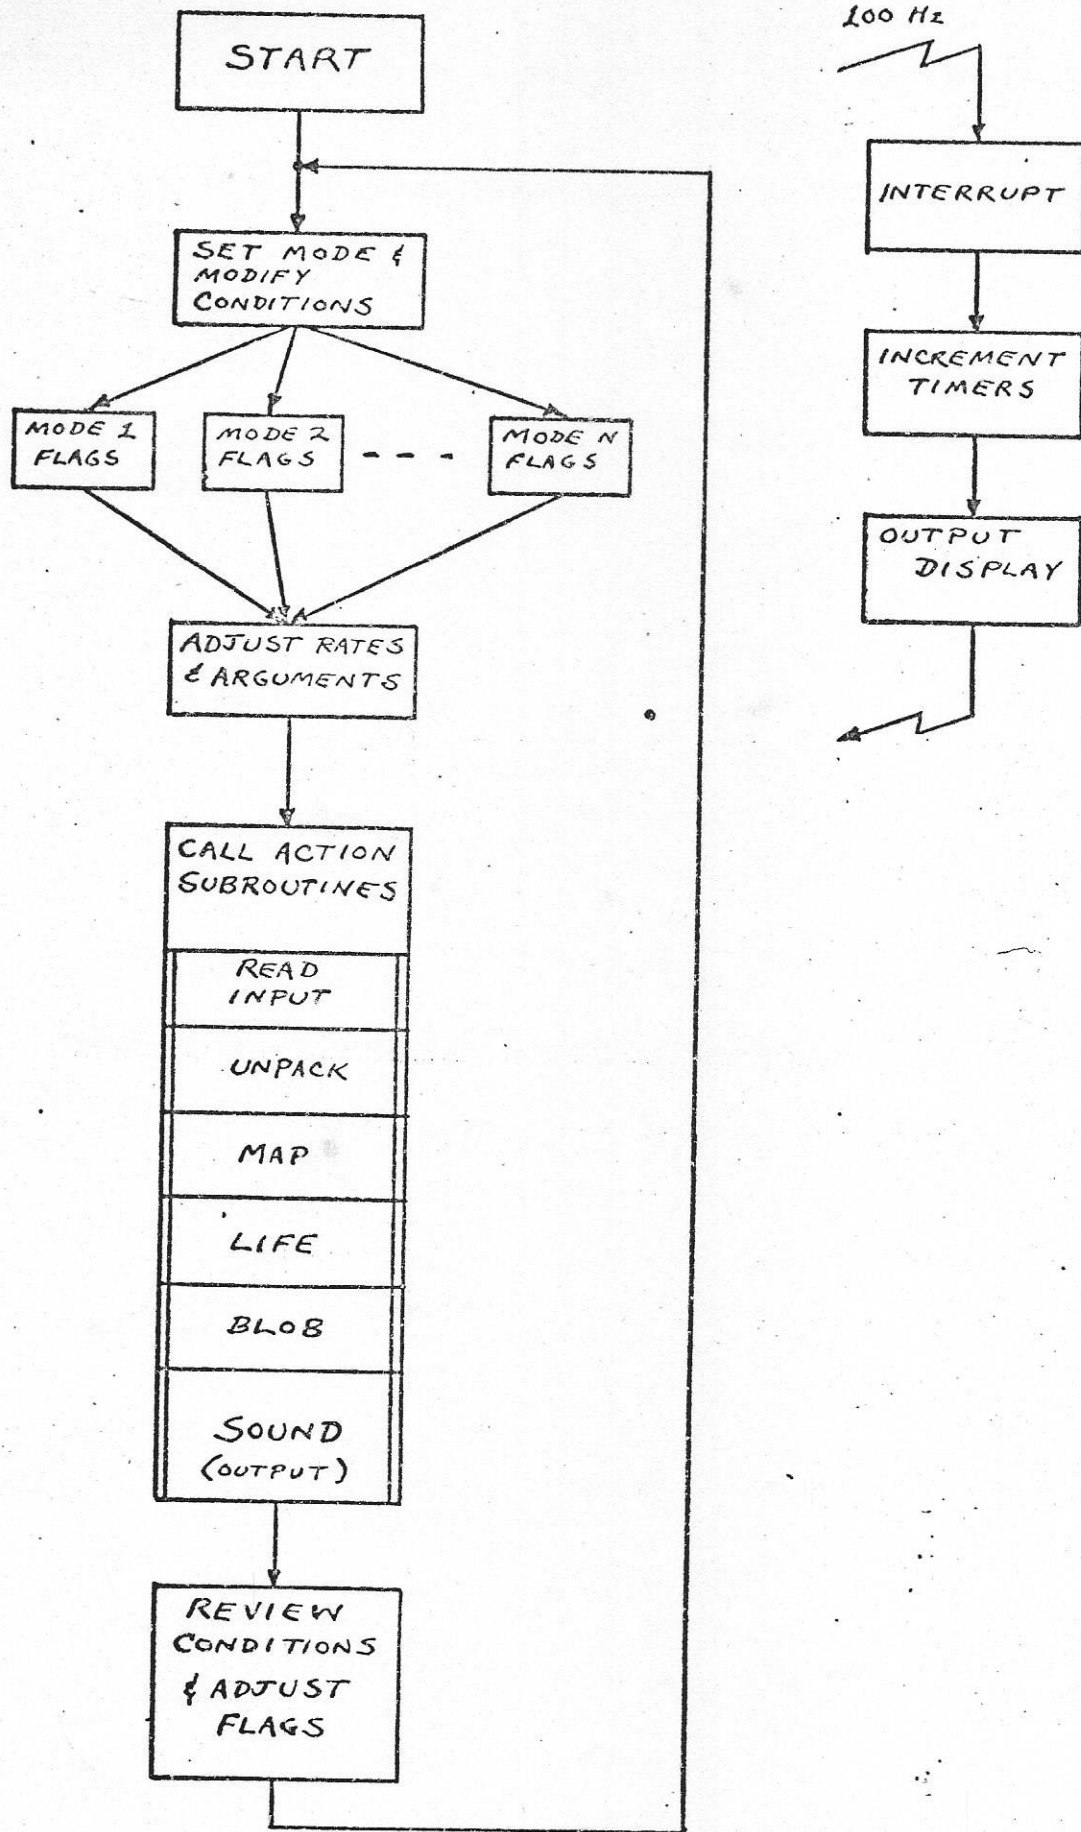 START
SET MODE &
MODIFY
CONDITIONS
MODE 1
FLAGS
MODE 2
FLAGS
- - -
MODE N
FLAGS
ADJUST RATES
& ARGUMENTS
CALL ACTION
SUBROUTINES
READ
INPUT
UNPACK
MAP
LIFE
BLOB
SOUND
(OUTPUT)
REVIEW
CONDITIONS
& ADJUST
FLAGS
100 Hz
INTERRUPT
INCREMENT
TIMERS
OUTPUT
DISPLAY